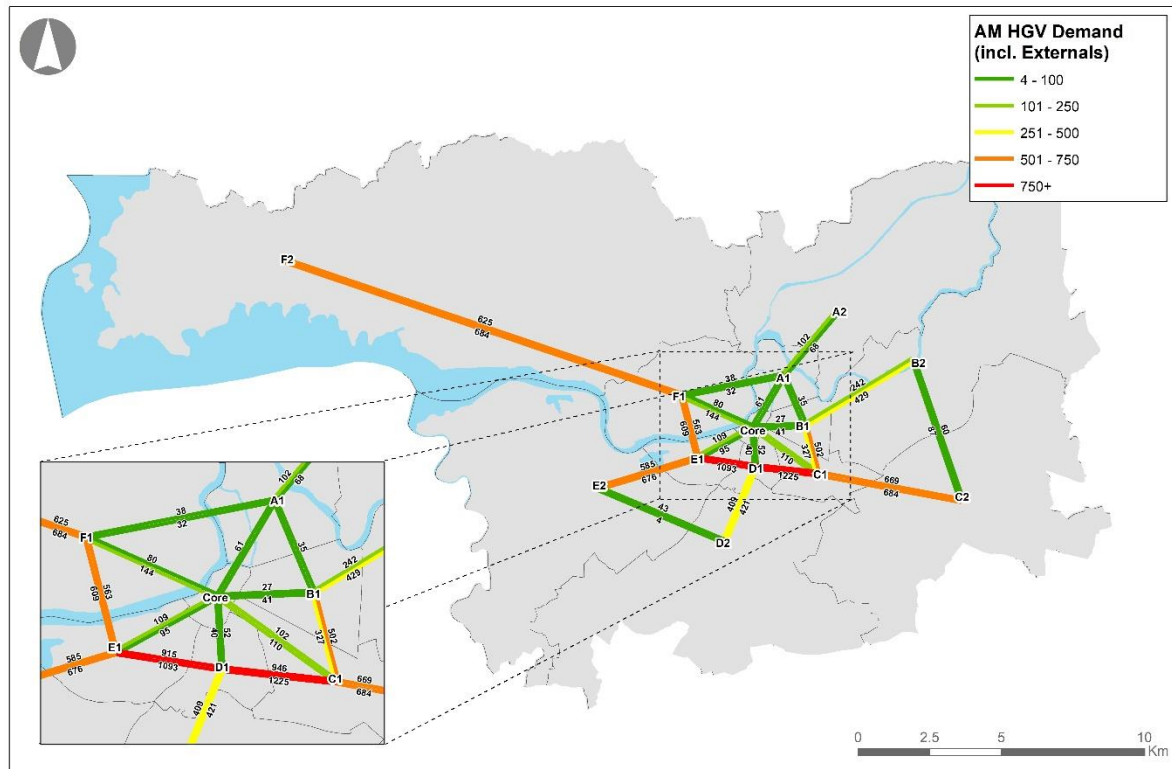 AM HGV Demand
(incl. Externals)
4 - 100
101 - 250
251 - 500
501 - 750
750+
F2
625
684
A2
102
68
B2
38
32
A1
242
429
F1
80
144
61
35
27
41
Core
B1
563
609
109
95
40
52
110
502
327
60
87
E1
585
676
1093
D1
1225
C1
669
684
E2
C2
409
421
43
4
D2
102
68
A1
38
32
625
684
F1
80
144
61
35
242
429
Core
27
41
B1
563
609
109
95
52
40
102
110
502
327
E1
585
676
915
1093
D1
946
1225
C1
669
684
409
421
0
2.5
5
10
Km